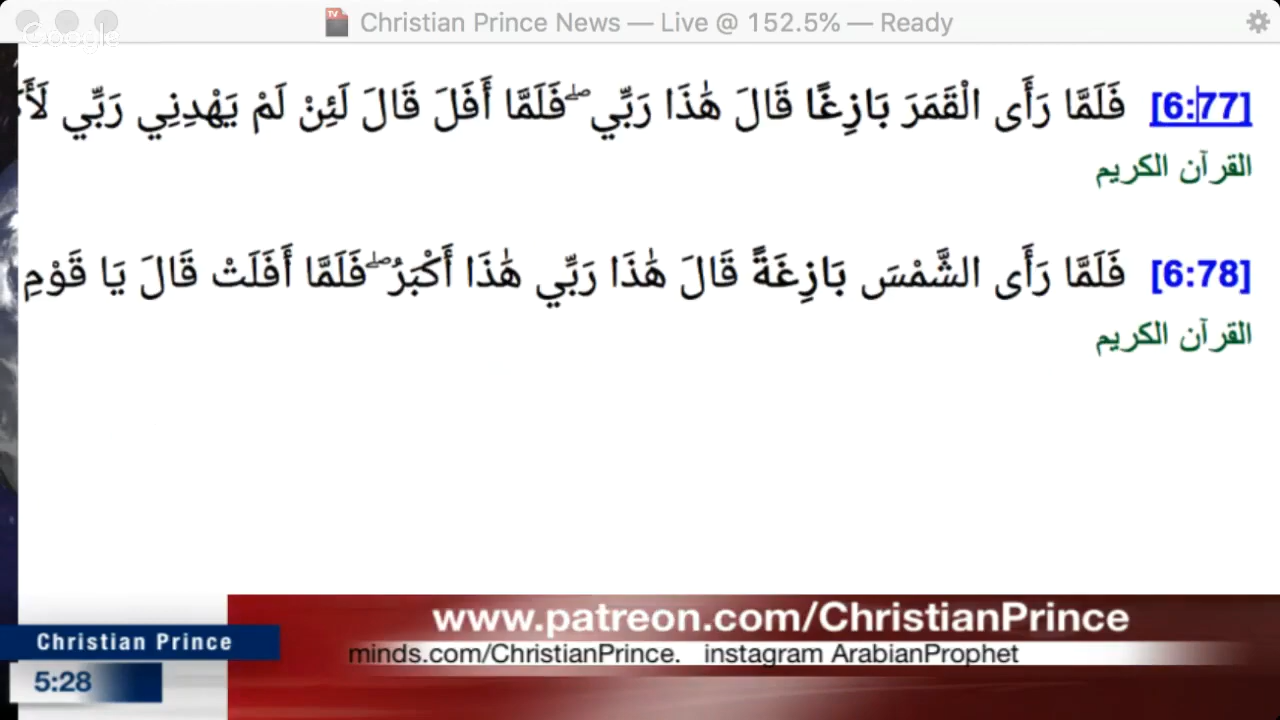 Christian Prince News — Live @ 152.5% — Ready
Google
[6:77] فَلَمَّا رَأَى الْقَمَرَ بَازِغًا قَالَ هَٰذَا رَبِّي ۖ فَلَمَّا أَفَلَ قَالَ لَئِنْ لَمْ يَهْدِنِي رَبِّي
القرآن الكريم
[6:78] فَلَمَّا رَأَى الشَّمْسَ بَازِغَةً قَالَ هَٰذَا رَبِّي هَٰذَا أَكْبَرُ ۖ فَلَمَّا أَفَلَتْ قَالَ يَا قَوْمِ
القرآن الكريم
www.patreon.com/ChristianPrince
Christian Prince
minds.com/ChristianPrince. instagram ArabianProphet
5:28